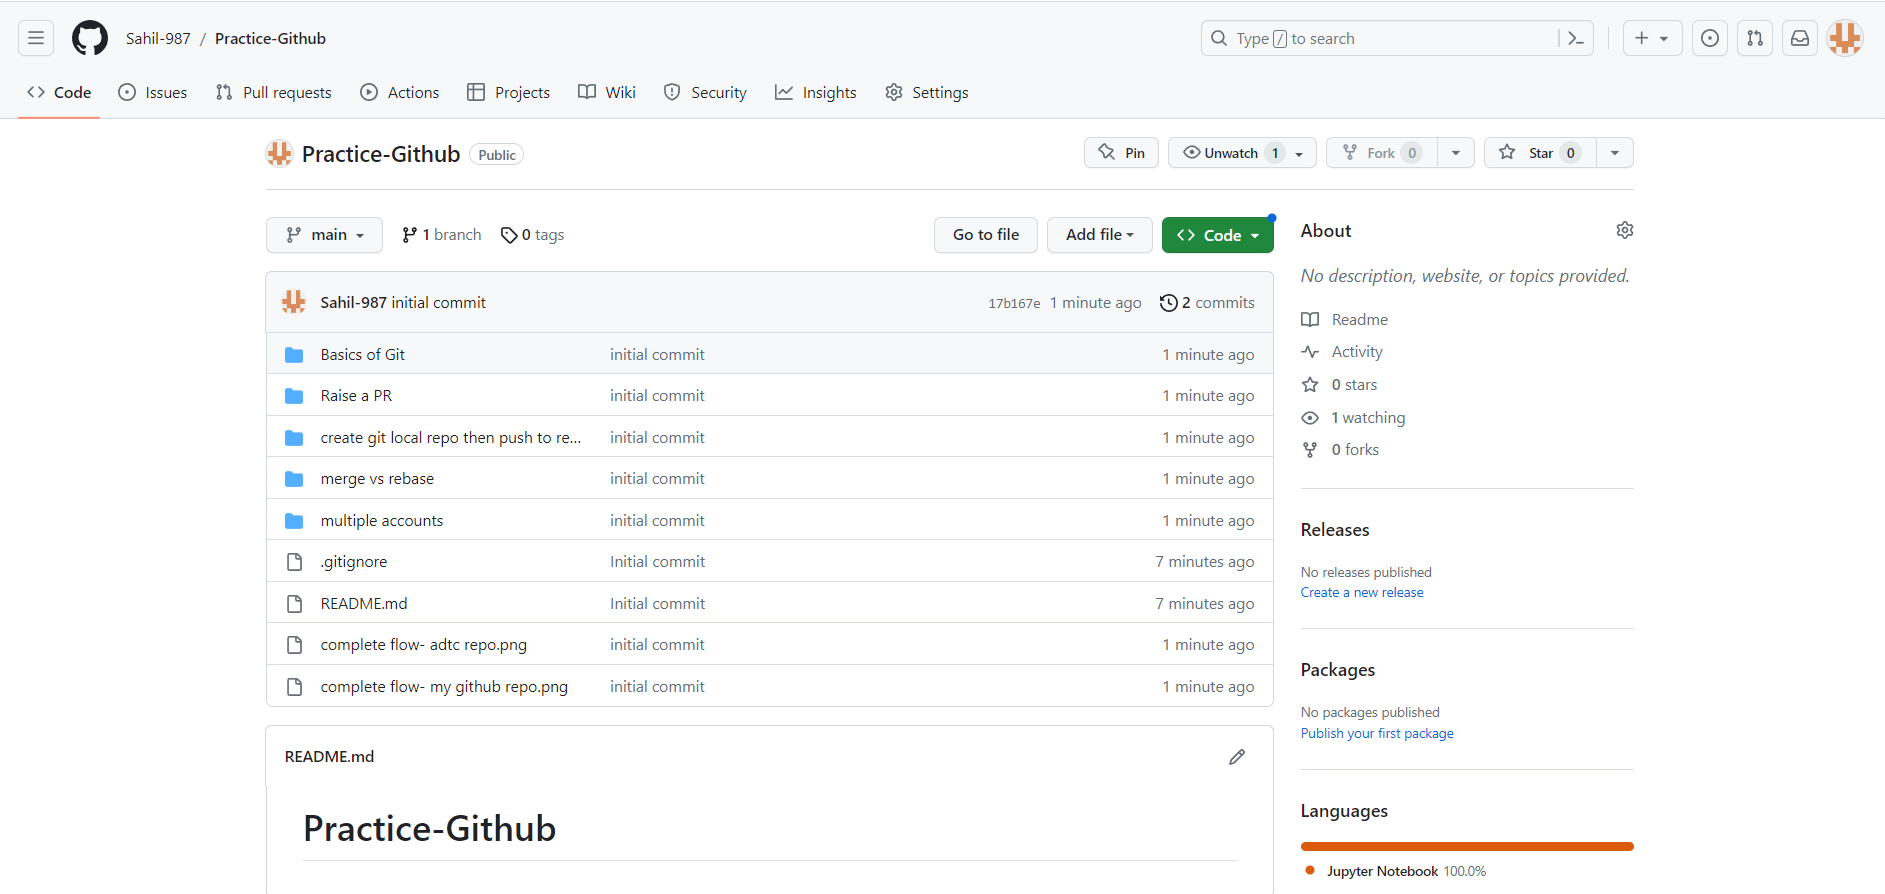 Sahil-987 / Practice-Github
Type / to search
Code Issues Pull requests Actions Projects Wiki Security Insights Settings
Practice-Github Public
Pin Unwatch 1 Fork 0 Star 0
main 1 branch 0 tags Go to file Add file Code
Sahil-987 initial commit 17b167e 1 minute ago 2 commits
Basics of Git initial commit 1 minute ago
Raise a PR initial commit 1 minute ago
create git local repo then push to re... initial commit 1 minute ago
merge vs rebase initial commit 1 minute ago
multiple accounts initial commit 1 minute ago
.gitignore Initial commit 7 minutes ago
README.md Initial commit 7 minutes ago
complete flow- adtc repo.png initial commit 1 minute ago
complete flow- my github repo.png initial commit 1 minute ago
README.md
Practice-Github
About
No description, website, or topics provided.
Readme
Activity
0 stars
1 watching
0 forks
Releases
No releases published
Create a new release
Packages
No packages published
Publish your first package
Languages
Jupyter Notebook 100.0%